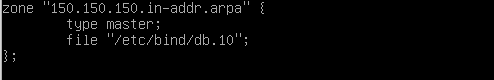 zone "150.150.150.in-addr.arpa" {
        type master;
        file "/etc/bind/db.10";
};